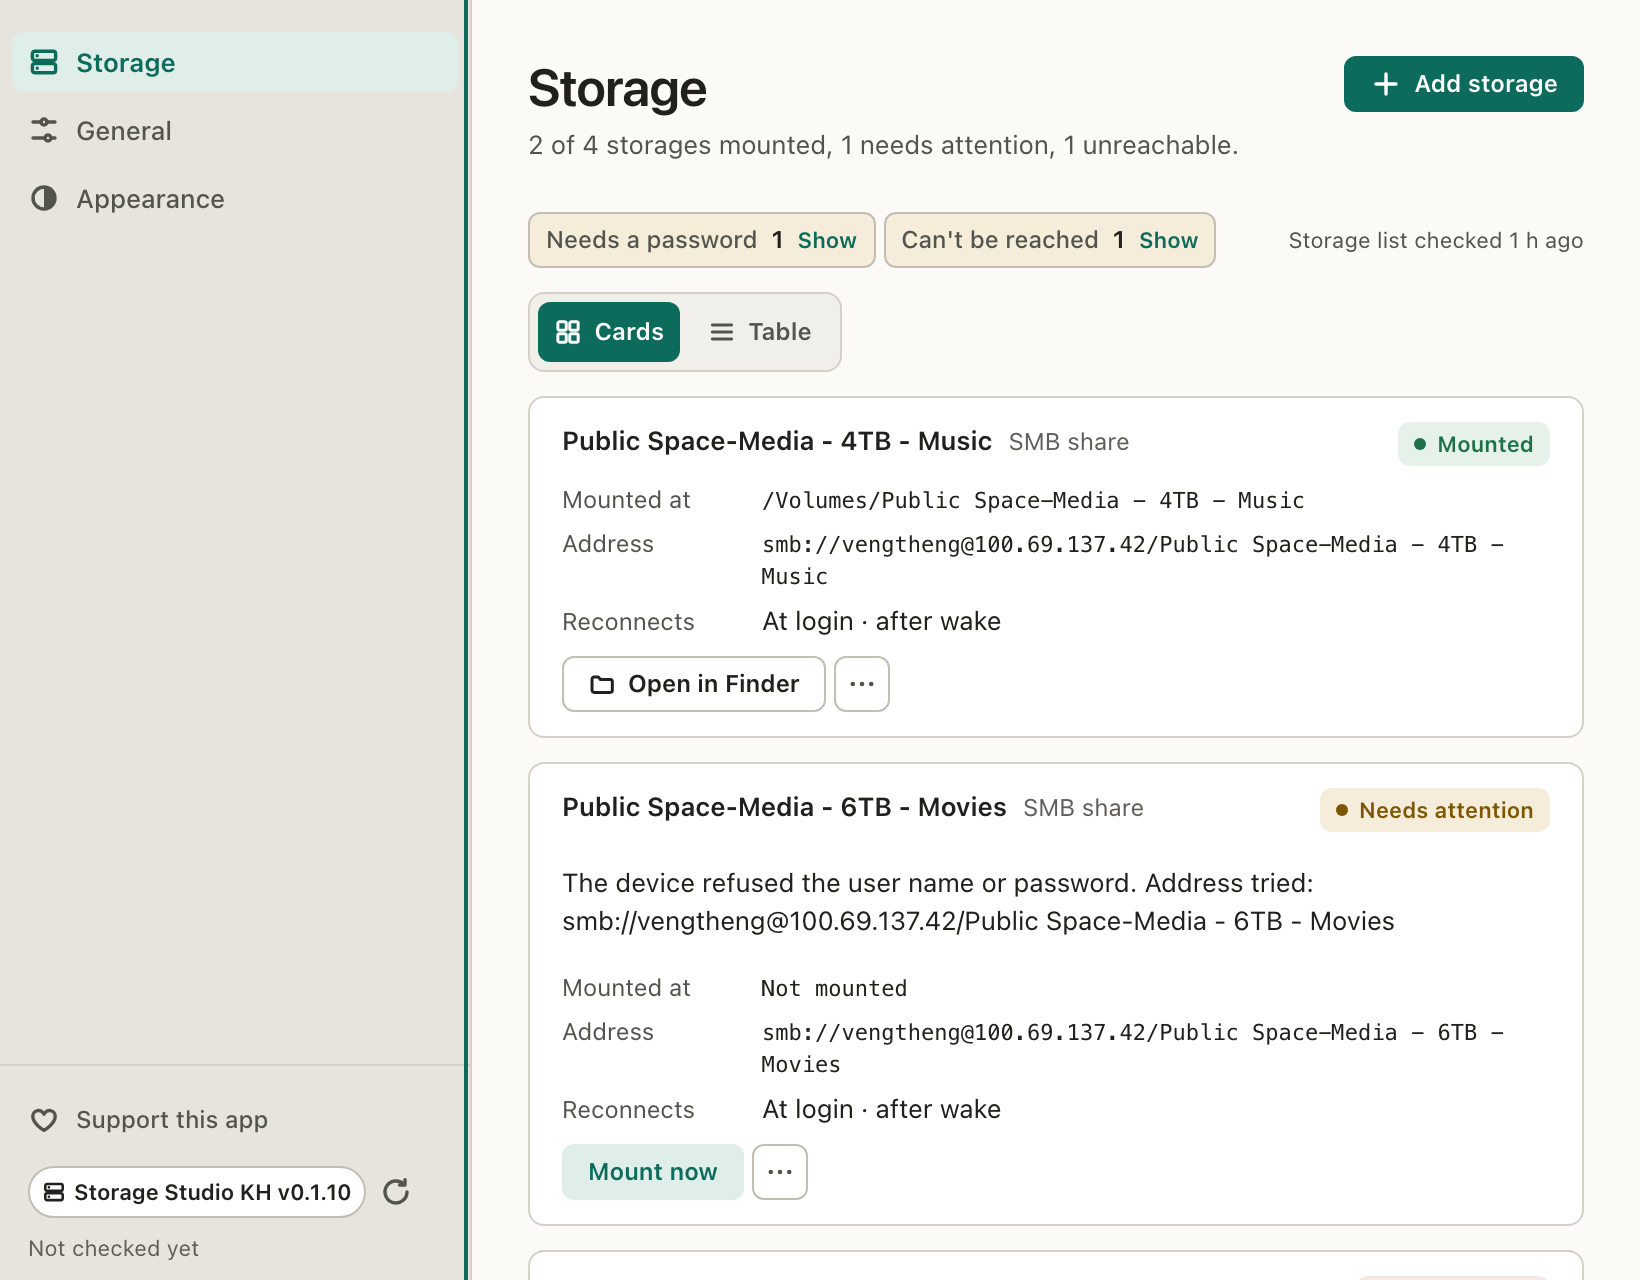 Storage
General
Appearance
Support this app
Storage Studio KH v0.1.10
Not checked yet
Storage
Add storage
2 of 4 storages mounted, 1 needs attention, 1 unreachable.
Needs a password 1 Show
Can't be reached 1 Show
Storage list checked 1 h ago
Cards
Table
Public Space-Media - 4TB - Music SMB share
Mounted
Mounted at /Volumes/Public Space-Media - 4TB - Music
Address smb://vengtheng@100.69.137.42/Public Space-Media - 4TB -
Music
Reconnects At login · after wake
Open in Finder
Public Space-Media - 6TB - Movies SMB share
Needs attention
The device refused the user name or password. Address tried:
smb://vengtheng@100.69.137.42/Public Space-Media - 6TB - Movies
Mounted at Not mounted
Address smb://vengtheng@100.69.137.42/Public Space-Media - 6TB -
Movies
Reconnects At login · after wake
Mount now